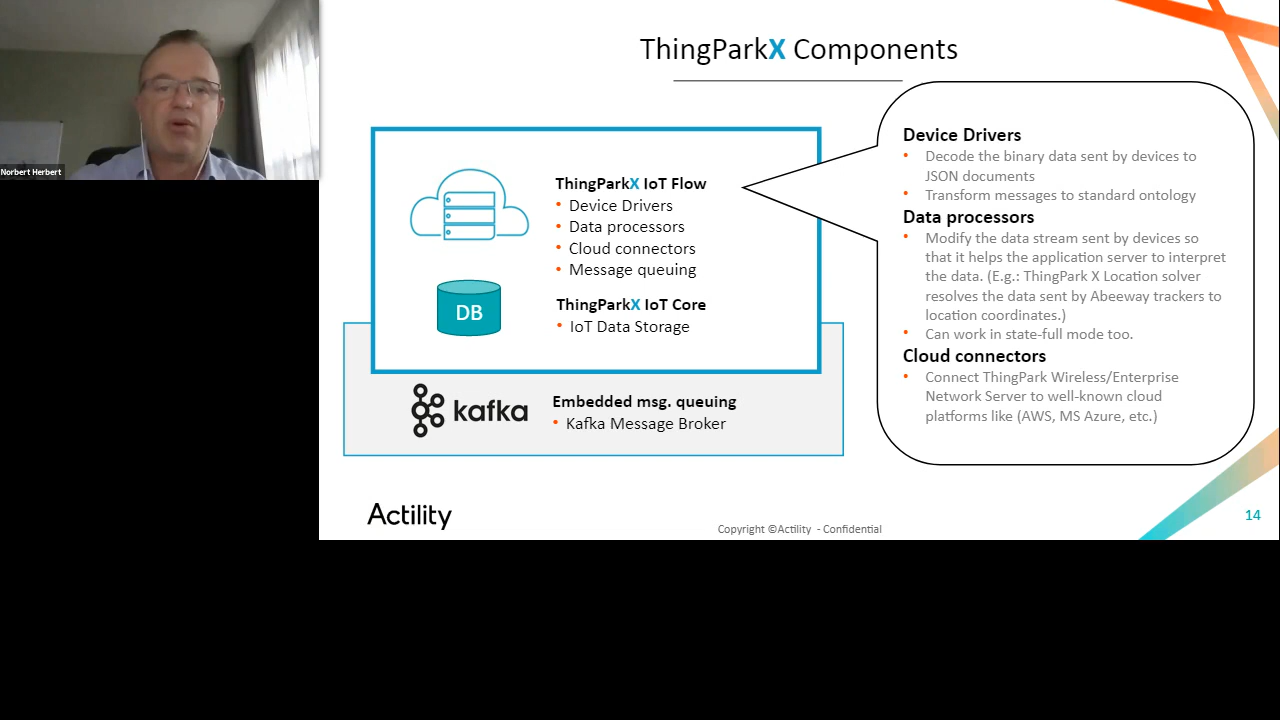 Norbert Herbert
ThingParkX Components
ThingParkX IoT Flow
• Device Drivers
• Data processors
• Cloud connectors
• Message queuing
DB
ThingParkX IoT Core
• IoT Data Storage
kafka
Embedded msg. queuing
• Kafka Message Broker
Device Drivers
• Decode the binary data sent by devices to
JSON documents
• Transform messages to standard ontology
Data processors
• Modify the data stream sent by devices so
that it helps the application server to interpret
the data. (E.g.: ThingPark X Location solver
resolves the data sent by Abeeway trackers to
location coordinates.)
• Can work in state-full mode too.
Cloud connectors
• Connect ThingPark Wireless/Enterprise
Network Server to well-known cloud
platforms like (AWS, MS Azure, etc.)
Actility
Copyright ©Actility - Confidential
14